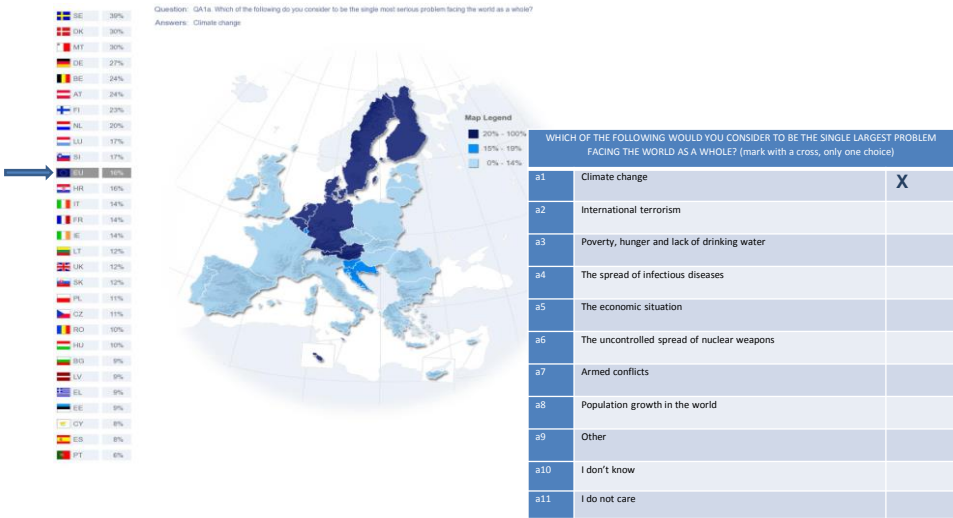 Question: QA1a. Which of the following do you consider to be the single most serious problem facing the world as a whole?
Answers: Climate change
SE 39%
DK 30%
MT 30%
DE 27%
BE 24%
AT 24%
FI 23%
NL 20%
LU 17%
SI 17%
EU 16%
HR 16%
IT 14%
FR 14%
IE 14%
LT 12%
UK 12%
SK 12%
PL 11%
CZ 11%
RO 10%
HU 10%
BG 9%
LV 9%
EL 9%
EE 9%
CY 8%
ES 8%
PT 6%
Map Legend
20% - 100%
15% - 19%
0% - 14%
WHICH OF THE FOLLOWING WOULD YOU CONSIDER TO BE THE SINGLE LARGEST PROBLEM
FACING THE WORLD AS A WHOLE? (mark with a cross, only one choice)
a1 Climate change X
a2 International terrorism
a3 Poverty, hunger and lack of drinking water
a4 The spread of infectious diseases
a5 The economic situation
a6 The uncontrolled spread of nuclear weapons
a7 Armed conflicts
a8 Population growth in the world
a9 Other
a10 I don't know
a11 I do not care